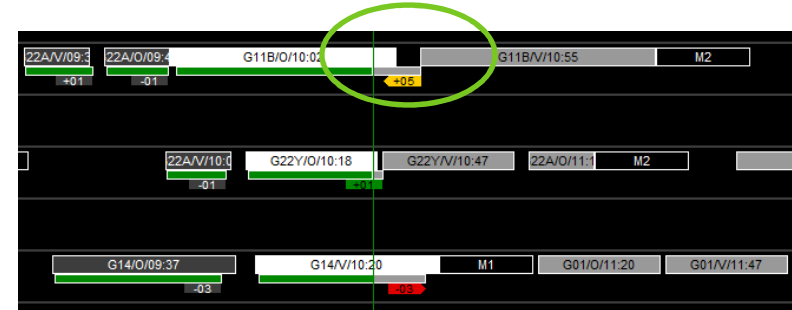 22A/V/09:3 22A/O/09:4 G11B/O/10:02 G11B/V/10:55 M2
+01 -01 +05
22A/V/10:0 G22Y/O/10:18 G22Y/V/10:47 22A/O/11:1 M2
-01 +01
G14/O/09:37 G14/V/10:20 M1 G01/O/11:20 G01/V/11:47
-03 -03